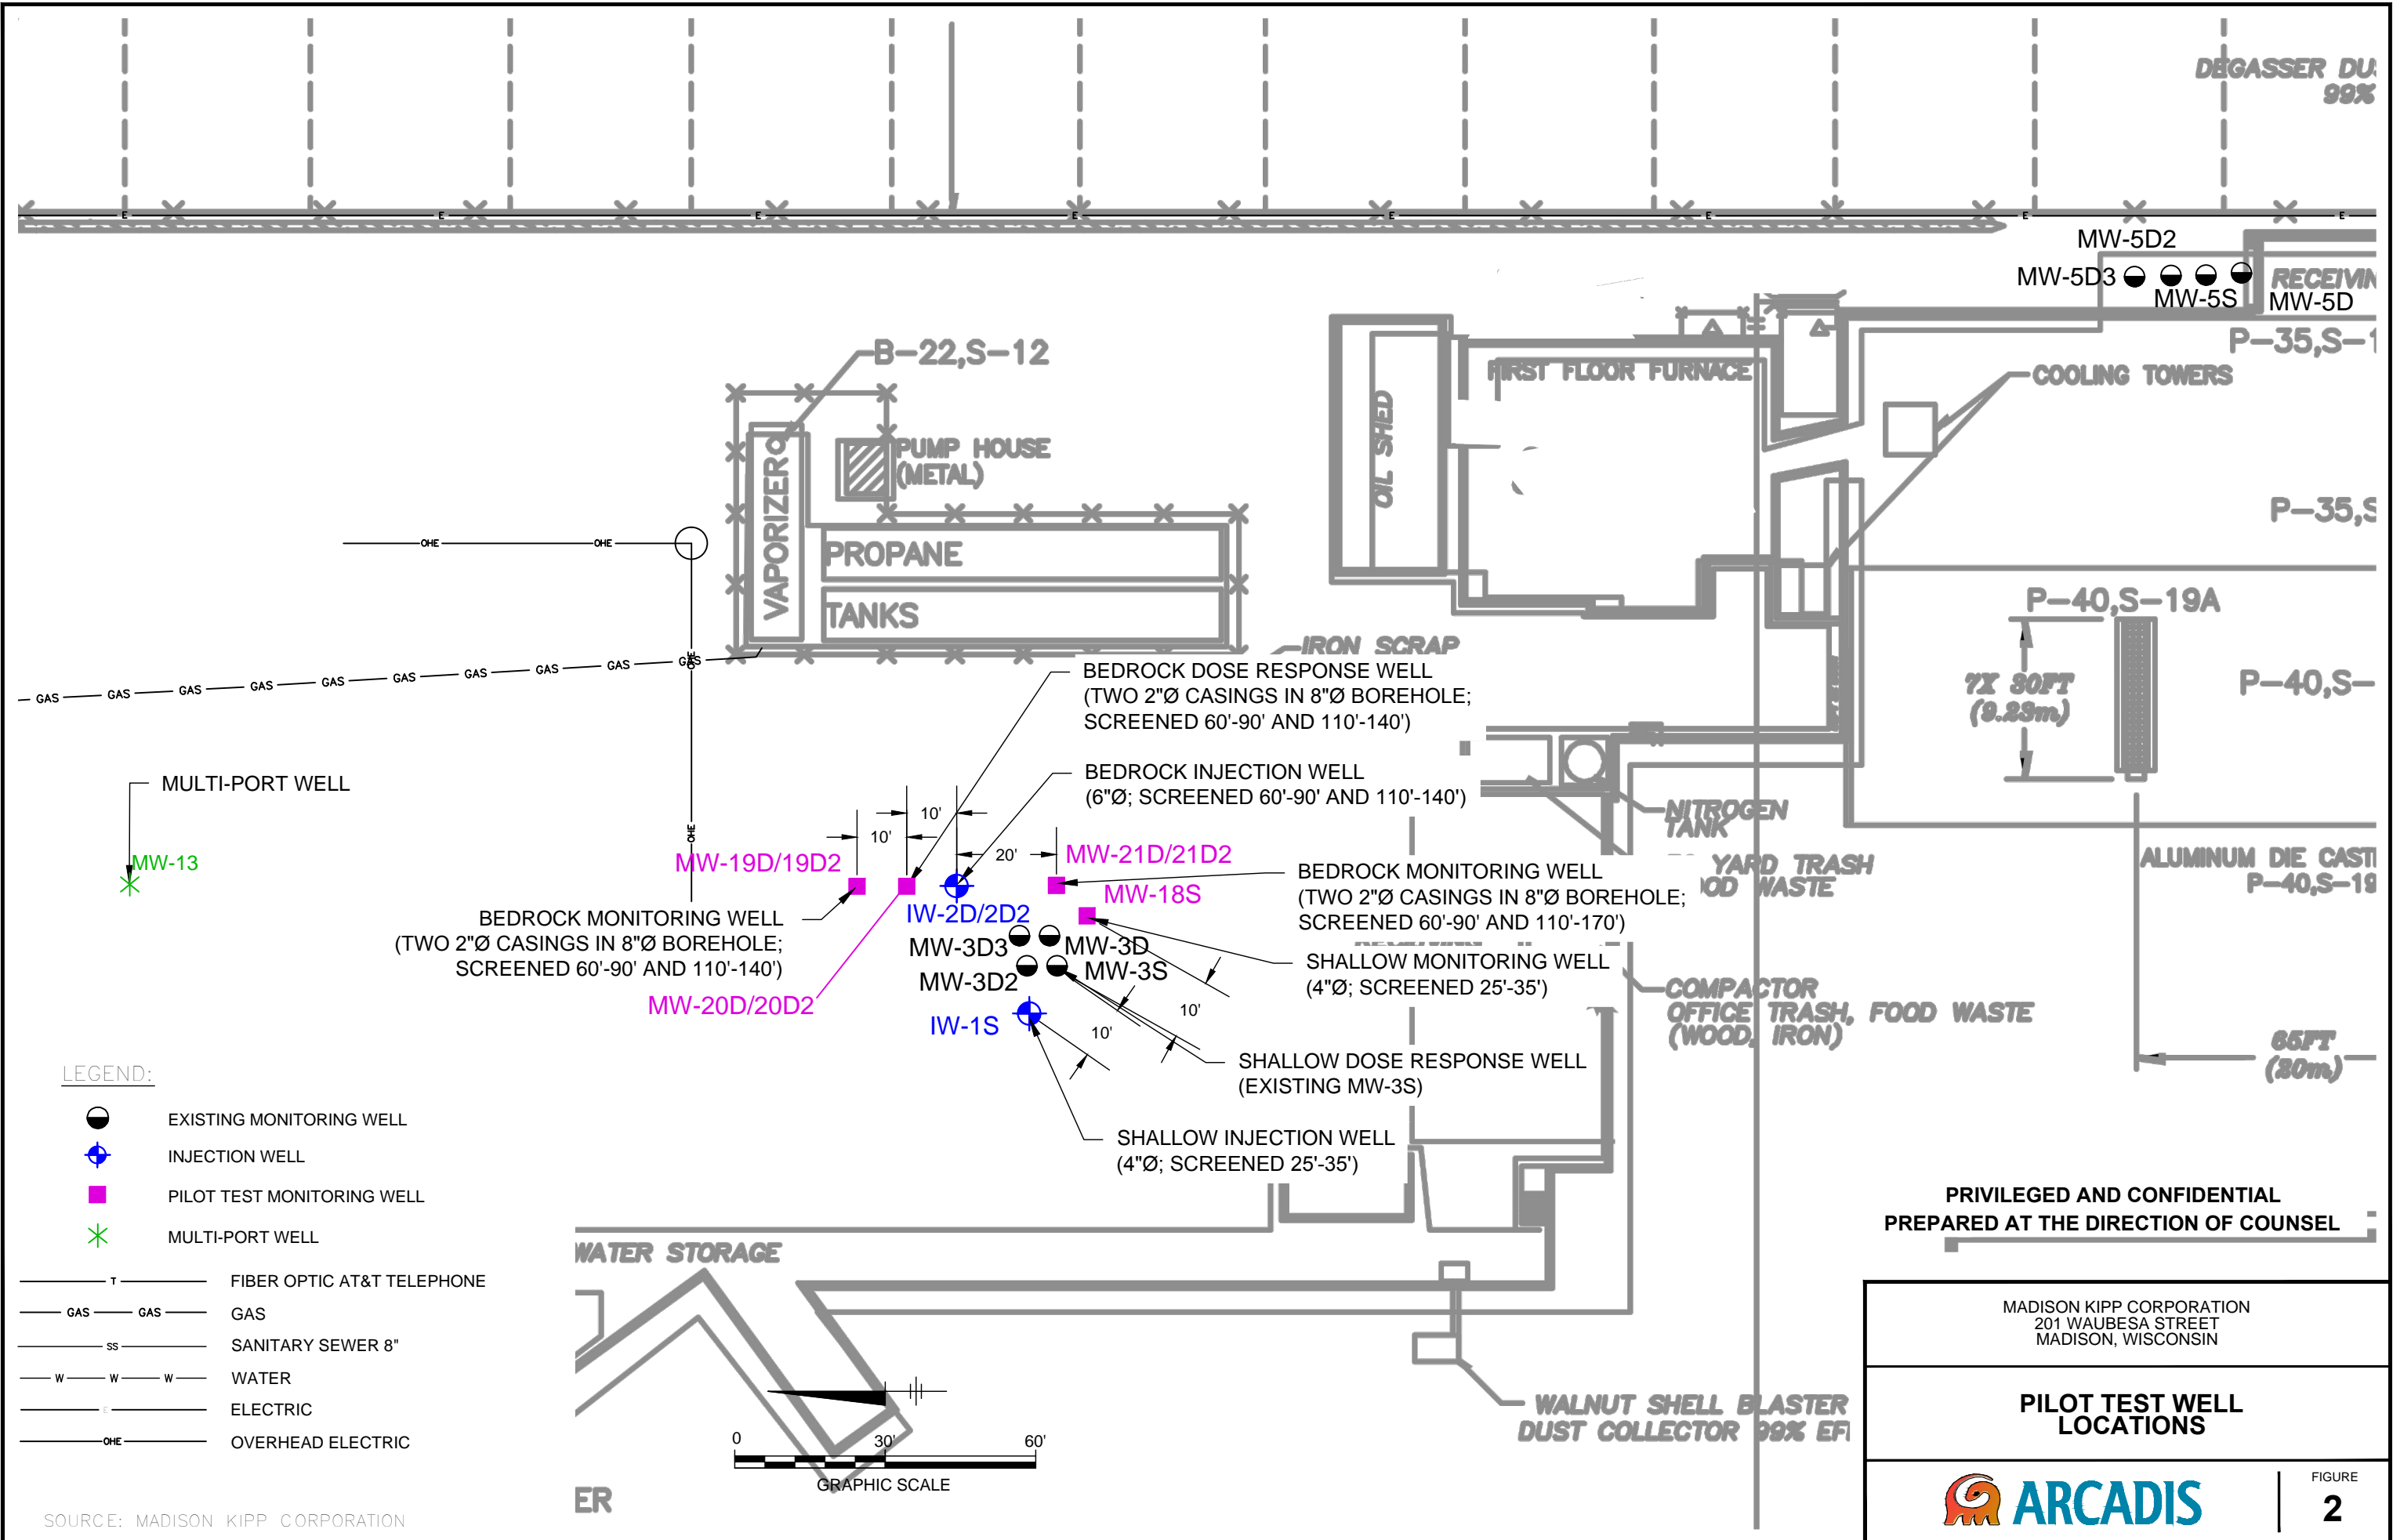 DEGASSER DU
99%
E E E E E E E E
MW-5D2
MW-5D3
MW-5S
MW-5D
RECEIVIN
P-35,S-1
B-22,S-12
FIRST FLOOR FURNACE
COOLING TOWERS
OIL SHED
VAPORIZER
PUMP HOUSE
(METAL)
P-35,S
OHE OHE
PROPANE
TANKS
P-40,S-19A
IRON SCRAP
OHE
GAS GAS GAS GAS GAS GAS GAS GAS GAS GAS
BEDROCK DOSE RESPONSE WELL
(TWO 2"Ø CASINGS IN 8"Ø BOREHOLE;
SCREENED 60'-90' AND 110'-140')
7X 30FT
(9.23m)
P-40,S-
BEDROCK INJECTION WELL
(6"Ø; SCREENED 60'-90' AND 110'-140')
MULTI-PORT WELL
NITROGEN
TANK
10'
10'
20'
OHE
MW-13
MW-19D/19D2
MW-21D/21D2
YARD TRASH
OOD WASTE
ALUMINUM DIE CASTI
P-40,S-19
MW-18S
BEDROCK MONITORING WELL
(TWO 2"Ø CASINGS IN 8"Ø BOREHOLE;
SCREENED 60'-90' AND 110'-170')
IW-2D/2D2
BEDROCK MONITORING WELL
(TWO 2"Ø CASINGS IN 8"Ø BOREHOLE;
SCREENED 60'-90' AND 110'-140')
MW-3D3
MW-3D
MW-3D2
MW-3S
MW-20D/20D2
SHALLOW MONITORING WELL
(4"Ø; SCREENED 25'-35')
COMPACTOR
OFFICE TRASH, FOOD WASTE
(WOOD, IRON)
IW-1S
10'
10'
65FT
(20m)
SHALLOW DOSE RESPONSE WELL
(EXISTING MW-3S)
SHALLOW INJECTION WELL
(4"Ø; SCREENED 25'-35')
LEGEND:
EXISTING MONITORING WELL
INJECTION WELL
PILOT TEST MONITORING WELL
MULTI-PORT WELL
T FIBER OPTIC AT&T TELEPHONE
GAS GAS GAS
SS SANITARY SEWER 8"
W W W WATER
E ELECTRIC
OHE OVERHEAD ELECTRIC
SOURCE: MADISON KIPP CORPORATION
WATER STORAGE
ER
0 30' 60'
GRAPHIC SCALE
WALNUT SHELL BLASTER
DUST COLLECTOR 99% EFI
PRIVILEGED AND CONFIDENTIAL
PREPARED AT THE DIRECTION OF COUNSEL
MADISON KIPP CORPORATION
201 WAUBESA STREET
MADISON, WISCONSIN
PILOT TEST WELL
LOCATIONS
ARCADIS
FIGURE
2